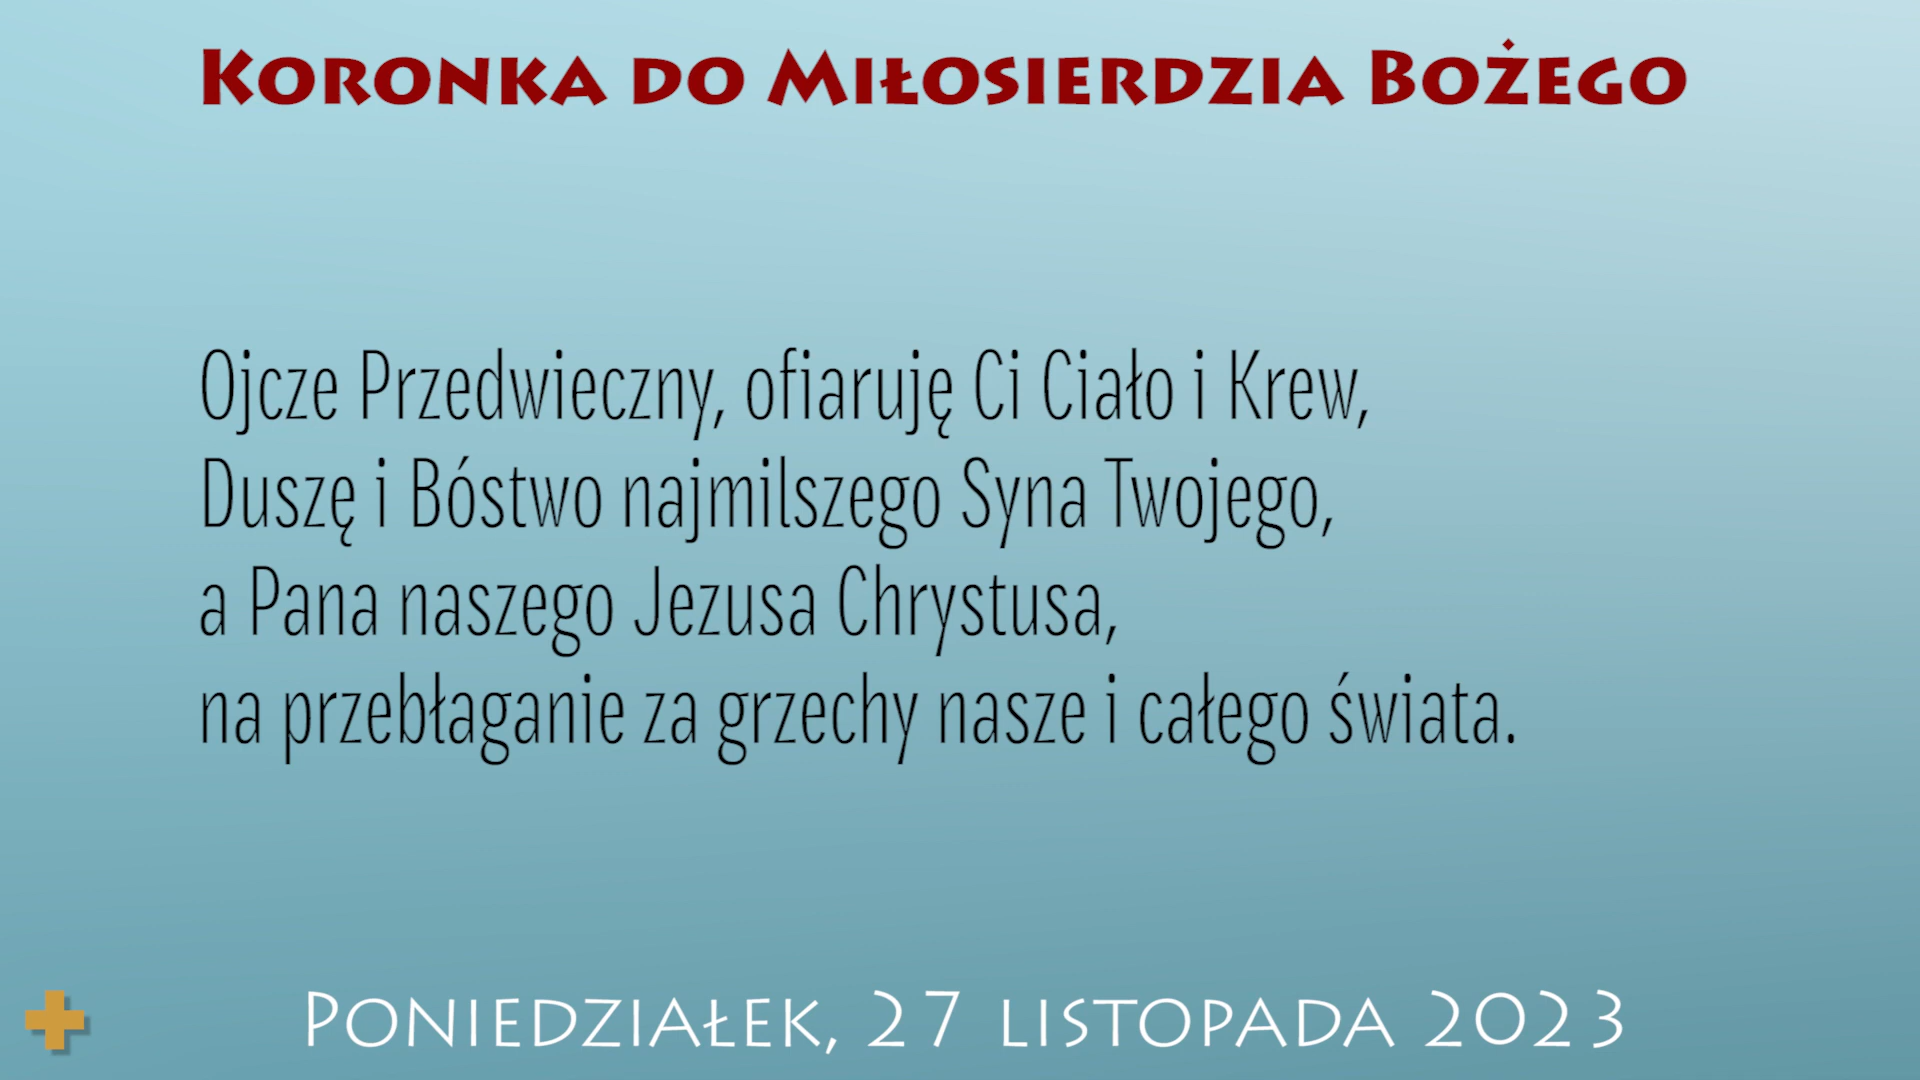 Koronka do Miłosierdzia Bożego
Ojcze Przedwieczny, ofiaruję Ci Ciało i Krew,
Duszę i Bóstwo najmilszego Syna Twojego,
a Pana naszego Jezusa Chrystusa,
na przebłaganie za grzechy nasze i całego świata.
Poniedziałek, 27 listopada 2023